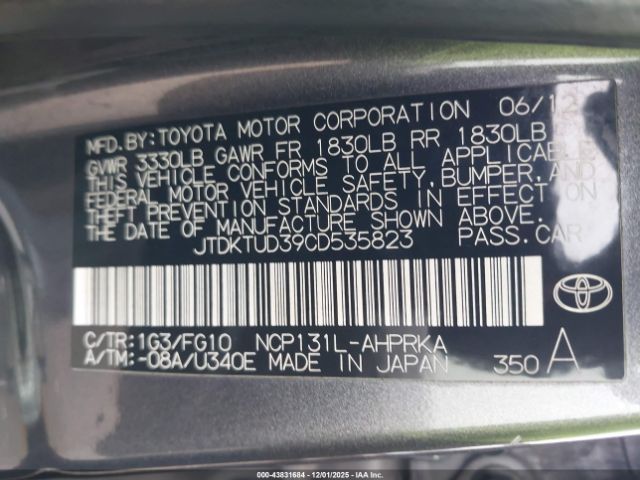 MFD.BY:TOYOTA MOTOR CORPORATION 06/12
GVWR 3330LB GAWR FR 1830LB RR 1830LB
THIS VEHICLE CONFORMS TO ALL APPLICABLE
FEDERAL MOTOR VEHICLE SAFETY,BUMPER,AND
THEFT PREVENTION STANDARDS IN EFFECT ON
THE DATE OF MANUFACTURE SHOWN ABOVE.
JTDKTUD39CD535823 PASS.CAR
C/TR:1G3/FG10 NCP131L-AHPRKA
A/TM:-08A/U340E MADE IN JAPAN 350 A
000-43831684 - 12/01/2025 - IAA Inc.